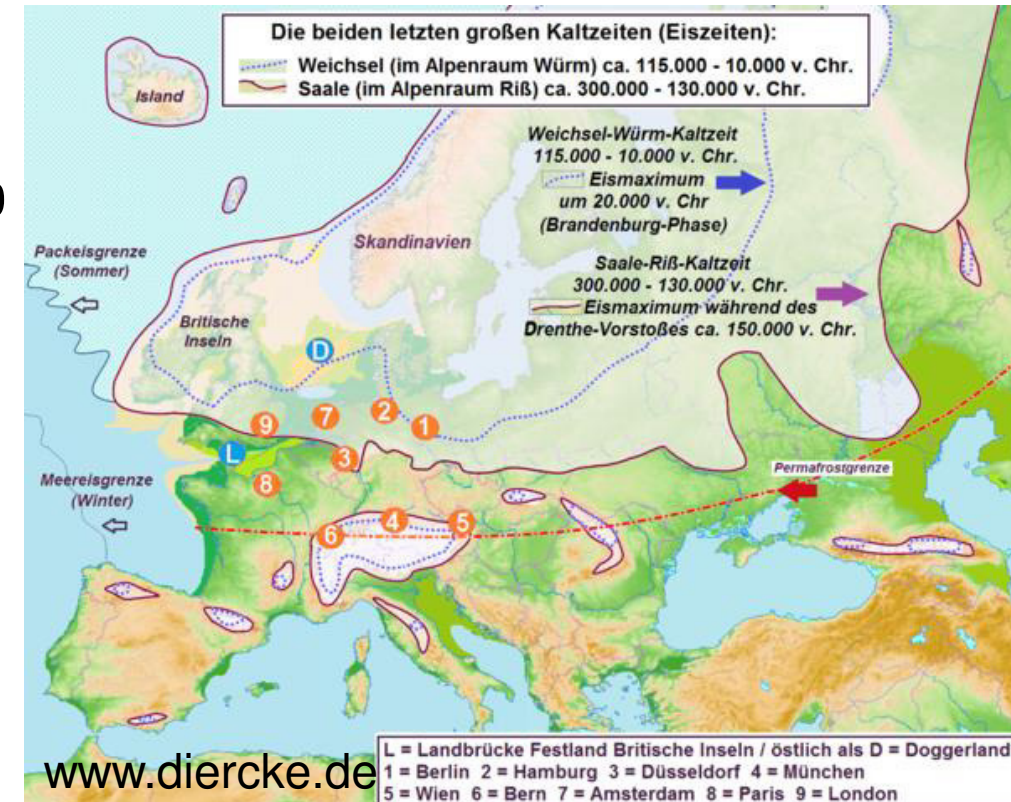 Die beiden letzten großen Kaltzeiten (Eiszeiten):
Weichsel (im Alpenraum Würm) ca. 115.000 - 10.000 v. Chr.
Saale (im Alpenraum Riß) ca. 300.000 - 130.000 v. Chr.
Island
Weichsel-Würm-Kaltzeit
115.000 - 10.000 v. Chr.
Eismaximum
um 20.000 v. Chr
(Brandenburg-Phase)
Skandinavien
Packeisgrenze
(Sommer)
Saale-Riß-Kaltzeit
300.000 - 130.000 v. Chr.
Eismaximum während des
Drenthe-Vorstoßes ca. 150.000 v. Chr.
Britische
Inseln
D
2
7
9
1
L
3
8
Permafrostgrenze
Meereisgrenze
(Winter)
4
5
6
L = Landbrücke Festland Britische Inseln / östlich als D = Doggerland
1 = Berlin 2 = Hamburg 3 = Düsseldorf 4 = München
5 = Wien 6 = Bern 7 = Amsterdam 8 = Paris 9 = London
www.diercke.de